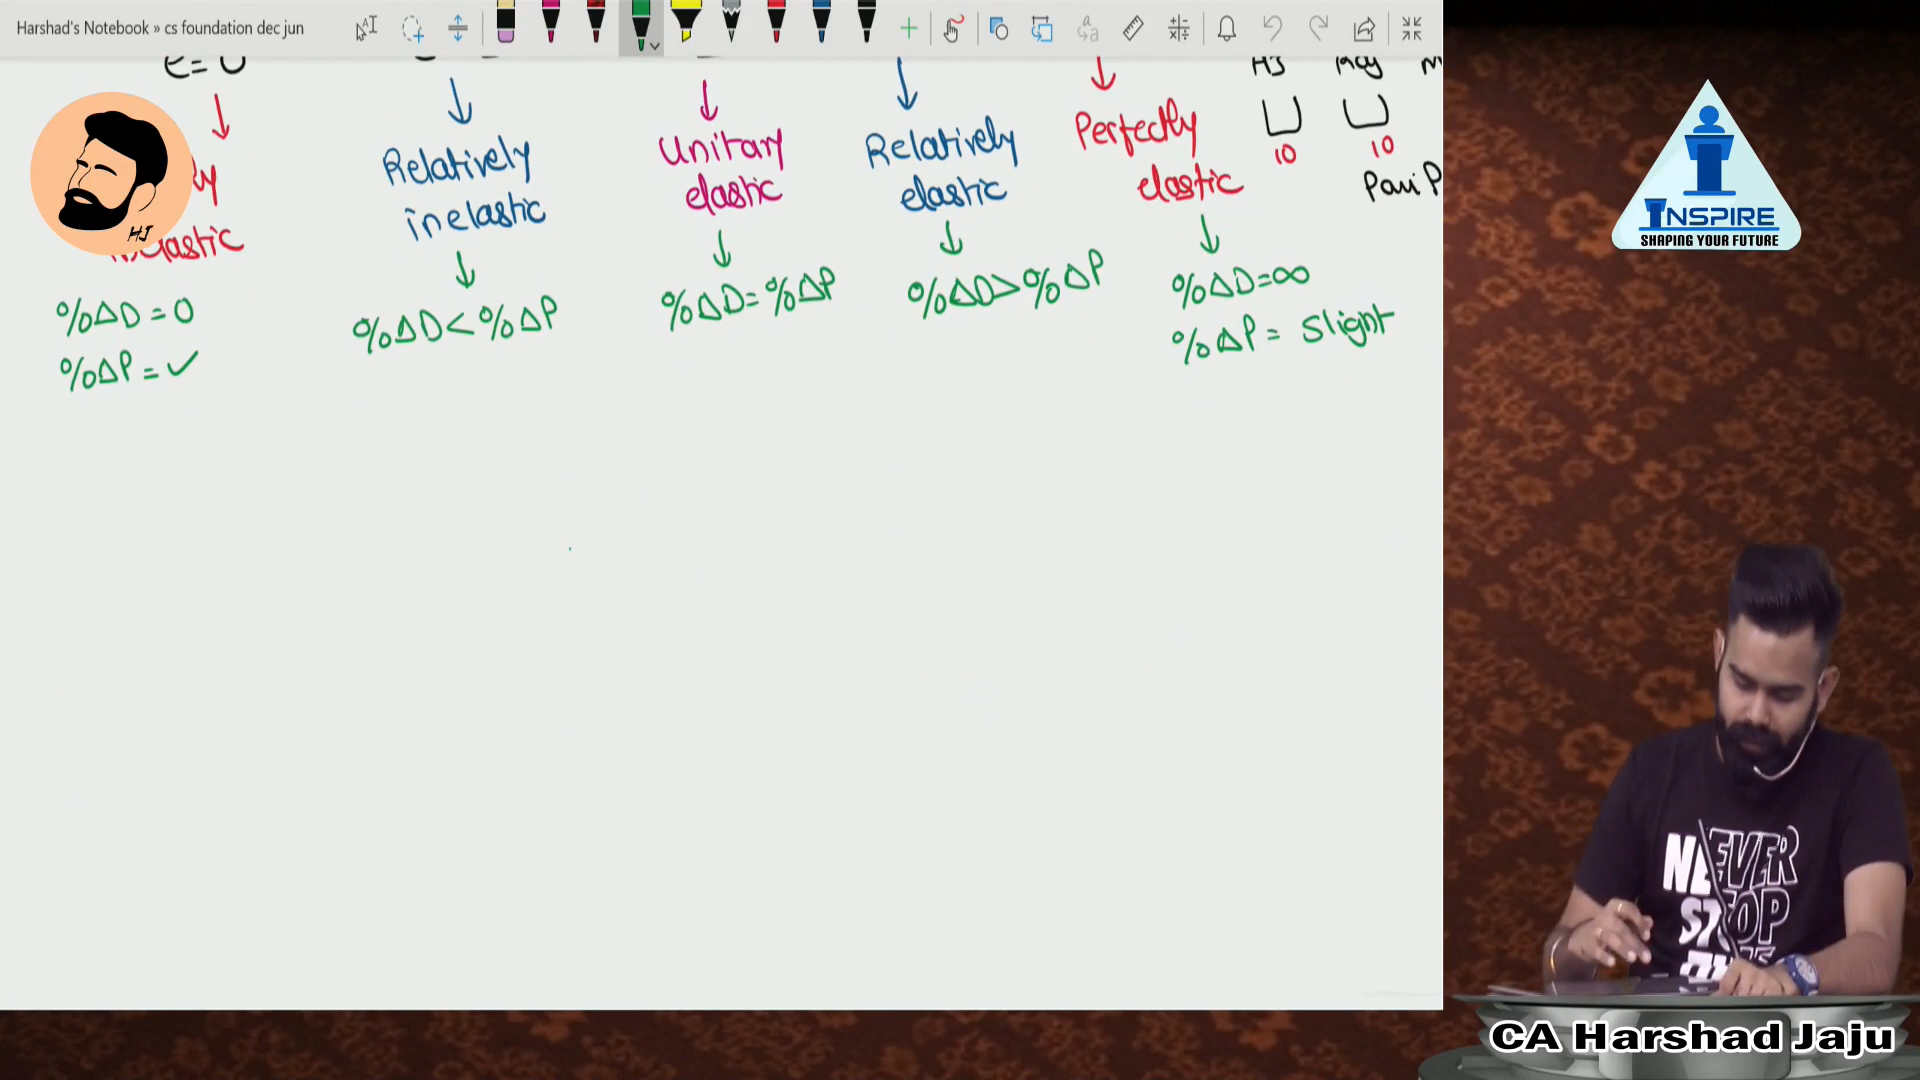 Harshad's Notebook » cs foundation dec jun
e=0
Relatively
inelastic
Unitary
elastic
Relatively
elastic
Perfectly
elastic
HJ
10
10
Pani P
HJ
%ΔD=0
%ΔP=✓
%ΔD<%ΔP
%ΔD=%ΔP
%ΔD>%ΔP
%ΔD=∞
%ΔP= Slight
INSPIRE
SHAPING YOUR FUTURE
NEVER
STOP
CA Harshad Jaju